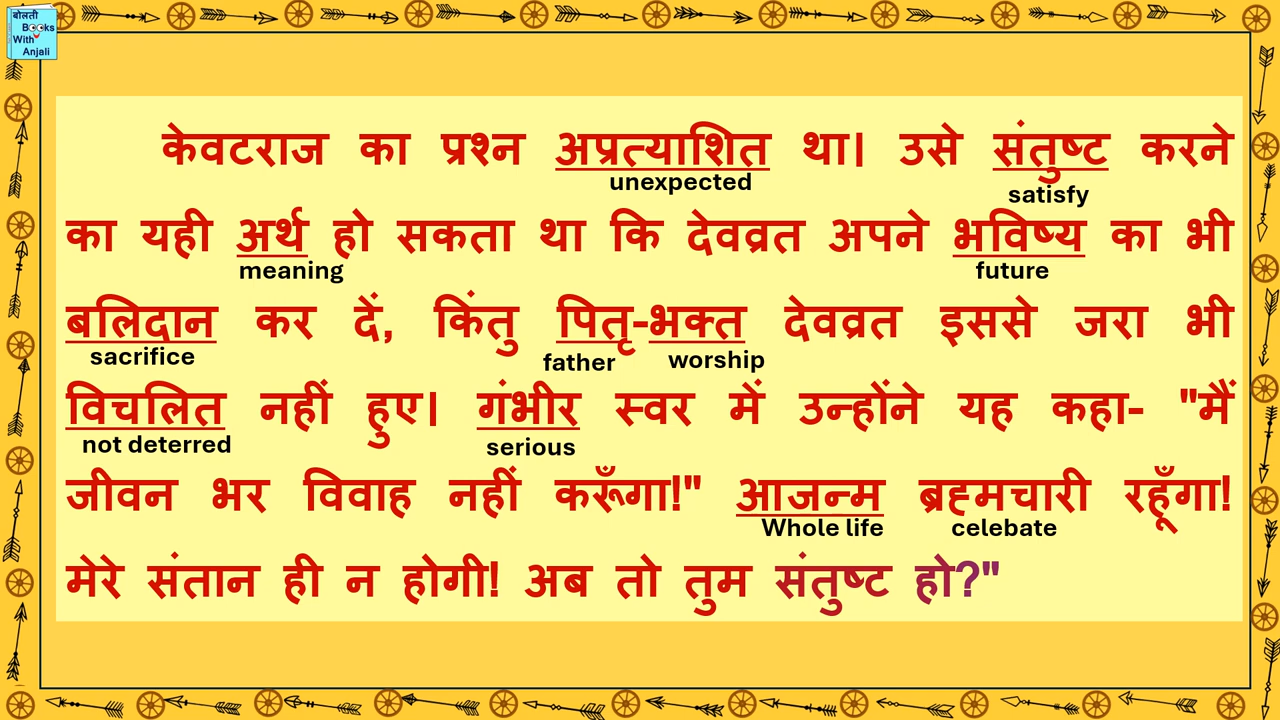 बोलती
Books
With
Anjali
केवटराज का प्रश्न अप्रत्याशित था। उसे संतुष्ट करने
unexpected
satisfy
का यही अर्थ हो सकता था कि देवव्रत अपने भविष्य का भी
meaning
future
बलिदान कर दें, किंतु पितृ-भक्त देवव्रत इससे जरा भी
sacrifice
father worship
विचलित नहीं हुए। गंभीर स्वर में उन्होंने यह कहा- "मैं
not deterred
serious
जीवन भर विवाह नहीं करूँगा!" आजन्म ब्रह्मचारी रहूँगा!
Whole life celebate
मेरे संतान ही न होगी! अब तो तुम संतुष्ट हो?"